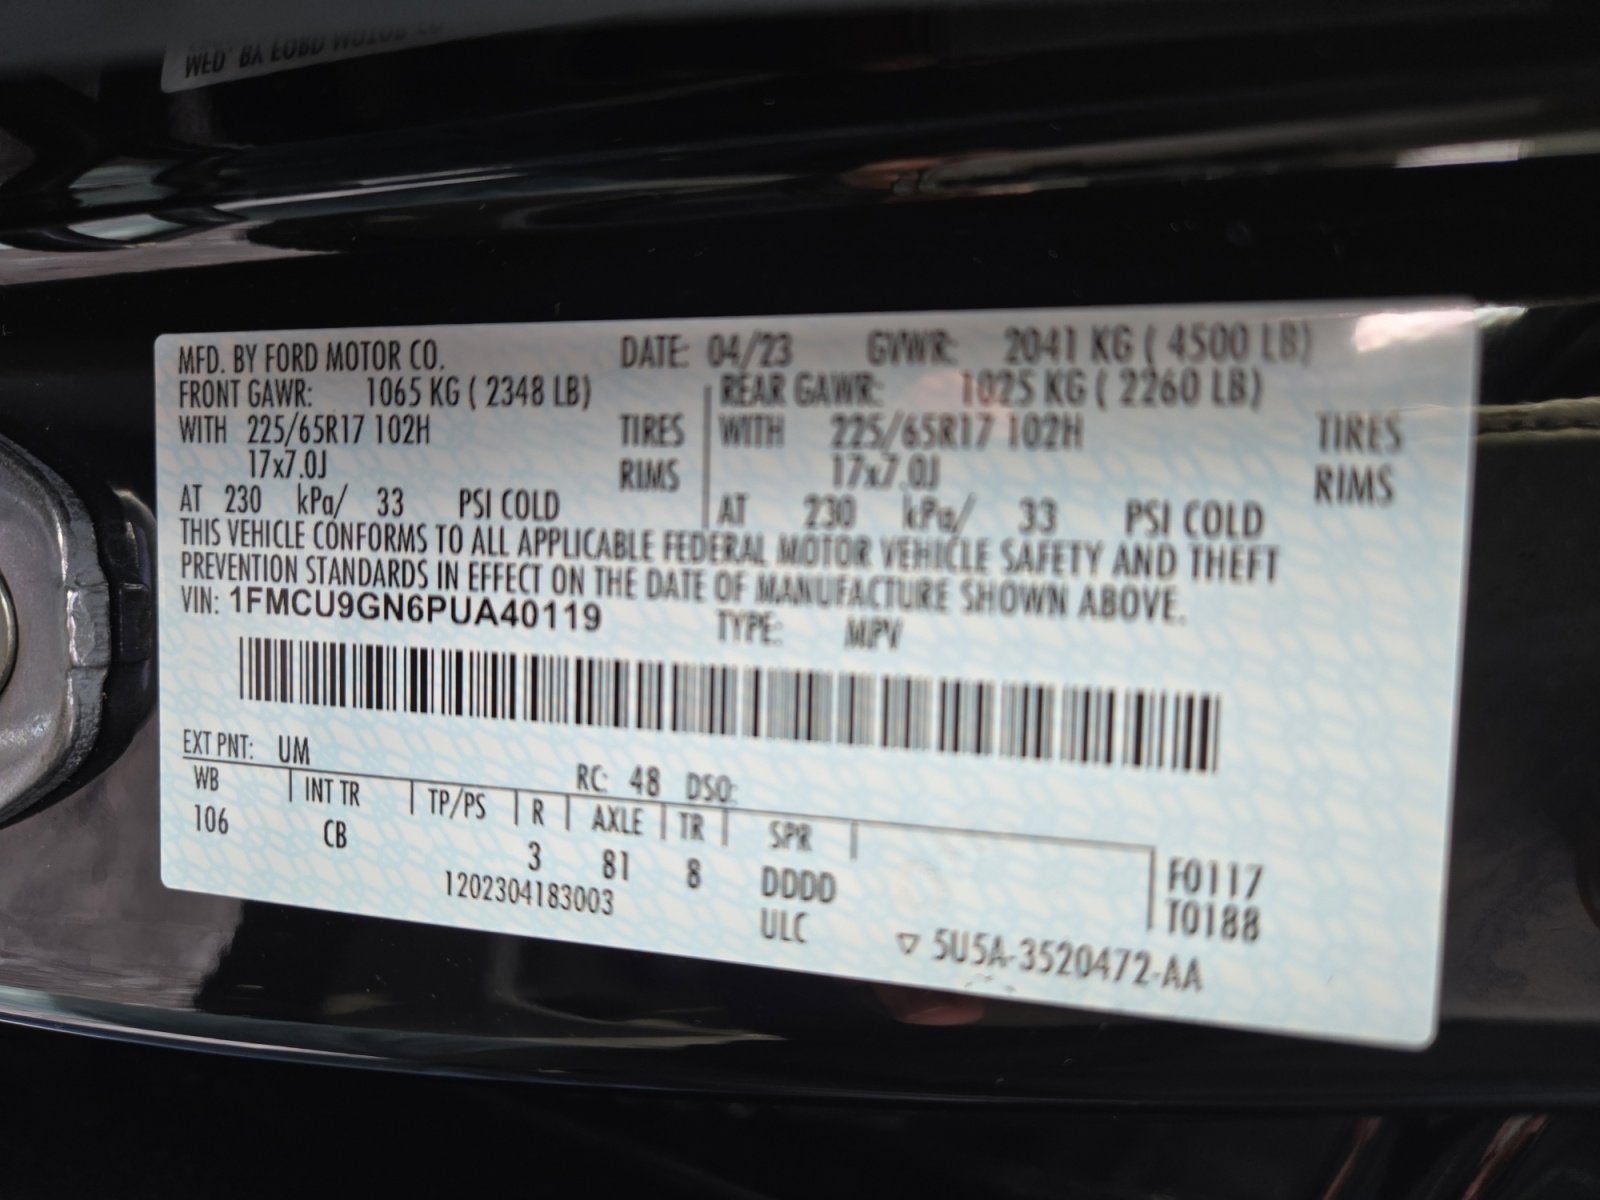 MFD. BY FORD MOTOR CO. DATE: 04/23 GVWR: 2041 KG ( 4500 LB)
FRONT GAWR: 1065 KG ( 2348 LB) REAR GAWR: 1025 KG ( 2260 LB)
WITH 225/65R17 102H TIRES WITH 225/65R17 102H TIRES
17x7.0J RIMS 17x7.0J RIMS
AT 230 kPa/ 33 PSI COLD AT 230 kPa/ 33 PSI COLD
THIS VEHICLE CONFORMS TO ALL APPLICABLE FEDERAL MOTOR VEHICLE SAFETY AND THEFT
PREVENTION STANDARDS IN EFFECT ON THE DATE OF MANUFACTURE SHOWN ABOVE.
VIN: 1FMCU9GN6PUA40119 TYPE: MPV
EXT PNT: UM RC: 48 DSO:
WB INT TR TP/PS R AXLE TR SPR
106 CB 3 81 8 DDDD F0117
1202304183003 ULC T0188
▽ 5U5A-3520472-AA